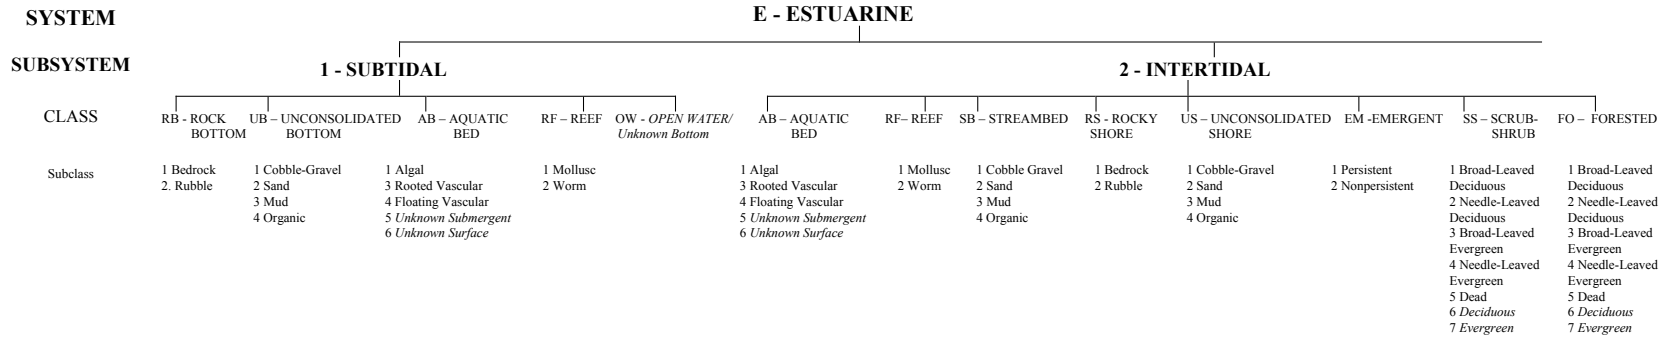 SYSTEM
E - ESTUARINE
SUBSYSTEM
1 - SUBTIDAL
2 - INTERTIDAL
CLASS
RB - ROCK
BOTTOM
UB – UNCONSOLIDATED
BOTTOM
AB – AQUATIC
BED
RF – REEF
OW - OPEN WATER/
Unknown Bottom
AB – AQUATIC
BED
RF– REEF
SB – STREAMBED
RS - ROCKY
SHORE
US - UNCONSOLIDATED
SHORE
EM -EMERGENT
SS – SCRUB-
SHRUB
FO – FORESTED
Subclass
1 Bedrock
2. Rubble
1 Cobble-Gravel
2 Sand
3 Mud
4 Organic
1 Algal
3 Rooted Vascular
4 Floating Vascular
5 Unknown Submergent
6 Unknown Surface
1 Mollusc
2 Worm
1 Algal
3 Rooted Vascular
4 Floating Vascular
5 Unknown Submergent
6 Unknown Surface
1 Mollusc
2 Worm
1 Cobble Gravel
2 Sand
3 Mud
4 Organic
1 Bedrock
2 Rubble
1 Cobble-Gravel
2 Sand
3 Mud
4 Organic
1 Persistent
2 Nonpersistent
1 Broad-Leaved
Deciduous
2 Needle-Leaved
Deciduous
3 Broad-Leaved
Evergreen
4 Needle-Leaved
Evergreen
5 Dead
6 Deciduous
7 Evergreen
1 Broad-Leaved
Deciduous
2 Needle-Leaved
Deciduous
3 Broad-Leaved
Evergreen
4 Needle-Leaved
Evergreen
5 Dead
6 Deciduous
7 Evergreen